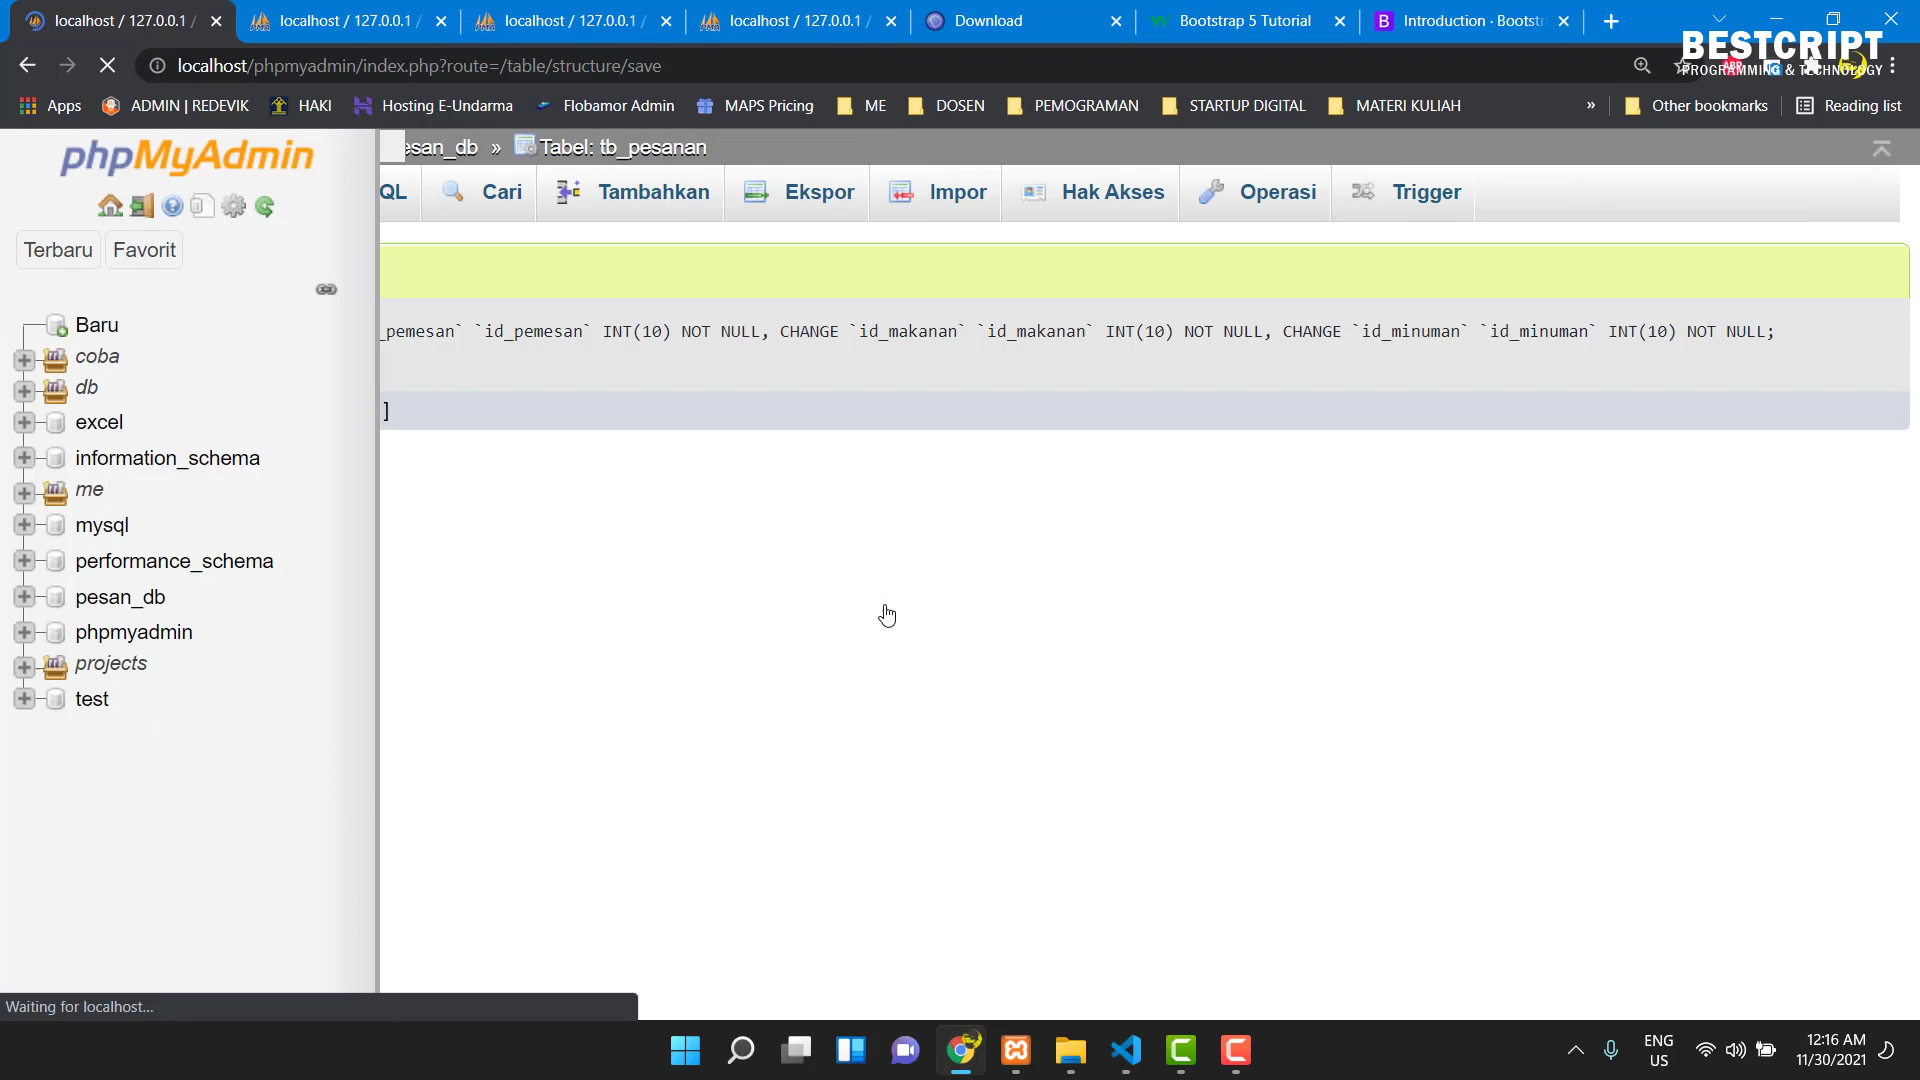 localhost / 127.0.0.1 /
localhost / 127.0.0.1 /
localhost / 127.0.0.1 /
localhost / 127.0.0.1 /
Download
Bootstrap 5 Tutorial
Introduction · Bootstr
BESTCRIPT
PROGRAMMING & TECHNOLOGY
localhost/phpmyadmin/index.php?route=/table/structure/save
Apps
ADMIN | REDEVIK
HAKI
Hosting E-Undarma
Flobamor Admin
MAPS Pricing
ME
DOSEN
PEMOGRAMAN
STARTUP DIGITAL
MATERI KULIAH
»
Other bookmarks
Reading list
phpMyAdmin
esan_db » Tabel: tb_pesanan
QL
Cari
Tambahkan
Ekspor
Impor
Hak Akses
Operasi
Trigger
Terbaru
Favorit
_pemesan` `id_pemesan` INT(10) NOT NULL, CHANGE `id_makanan` `id_makanan` INT(10) NOT NULL, CHANGE `id_minuman` `id_minuman` INT(10) NOT NULL;
]
Baru
coba
db
excel
information_schema
me
mysql
performance_schema
pesan_db
phpmyadmin
projects
test
Waiting for localhost...
ENG
US
12:16 AM
11/30/2021